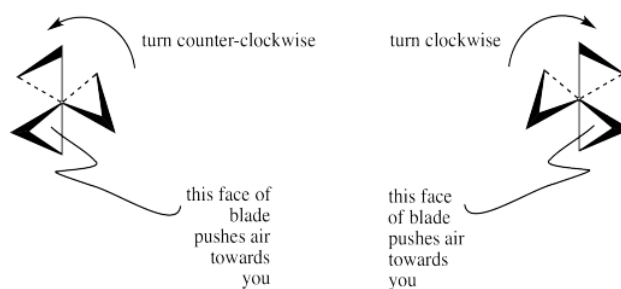 turn counter-clockwise
this face of
blade
pushes air
towards
you
turn clockwise
this face
of blade
pushes air
towards
you